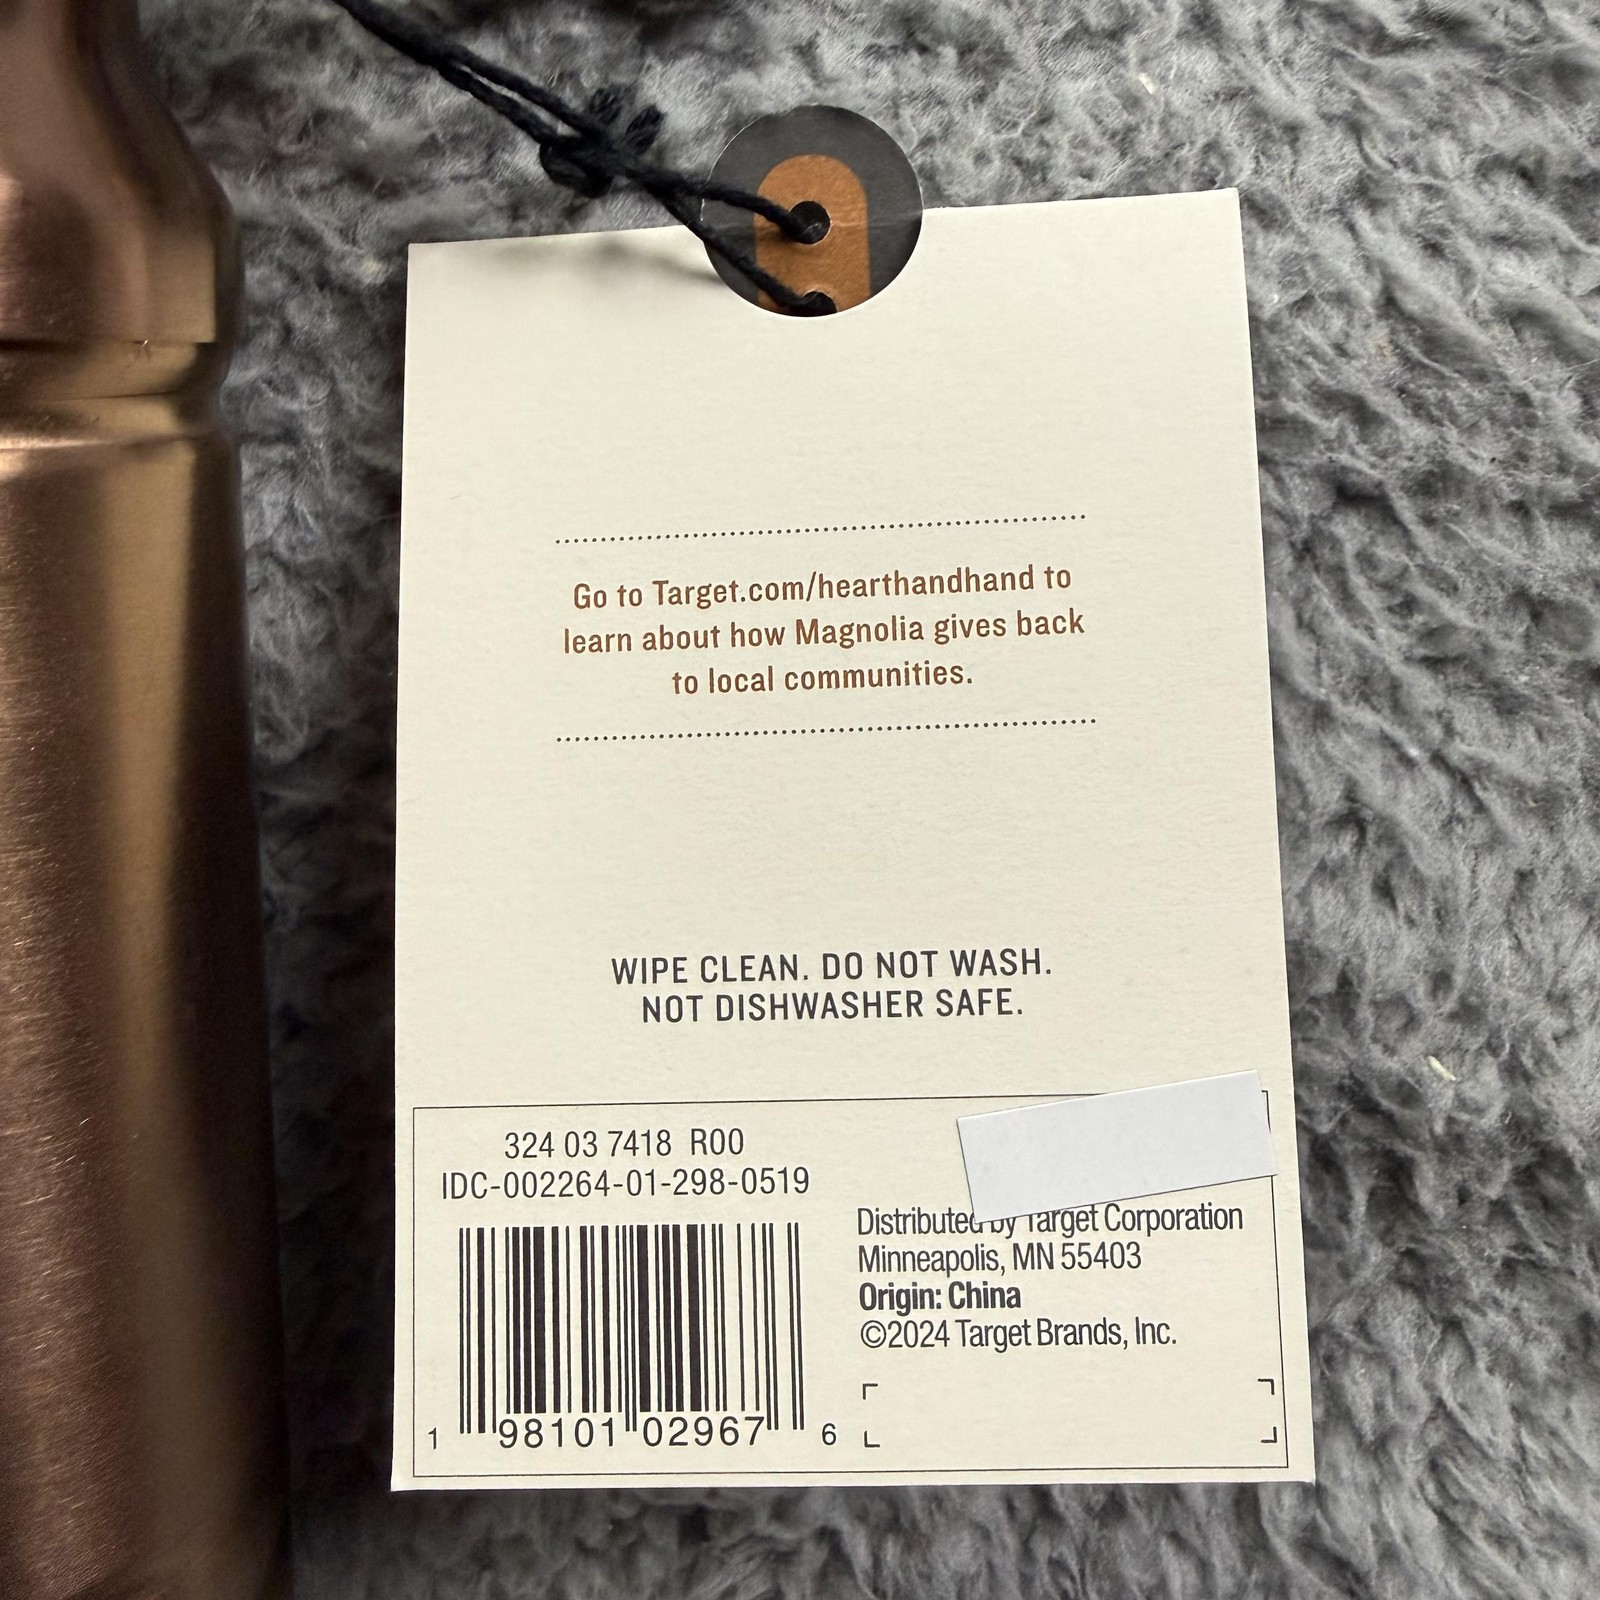 Go to Target.com/hearthandhand to
learn about how Magnolia gives back
to local communities.
WIPE CLEAN. DO NOT WASH.
NOT DISHWASHER SAFE.
324 03 7418 R00
IDC-002264-01-298-0519
1 98101 02967 6
Distributed by Target Corporation
Minneapolis, MN 55403
Origin: China
©2024 Target Brands, Inc.